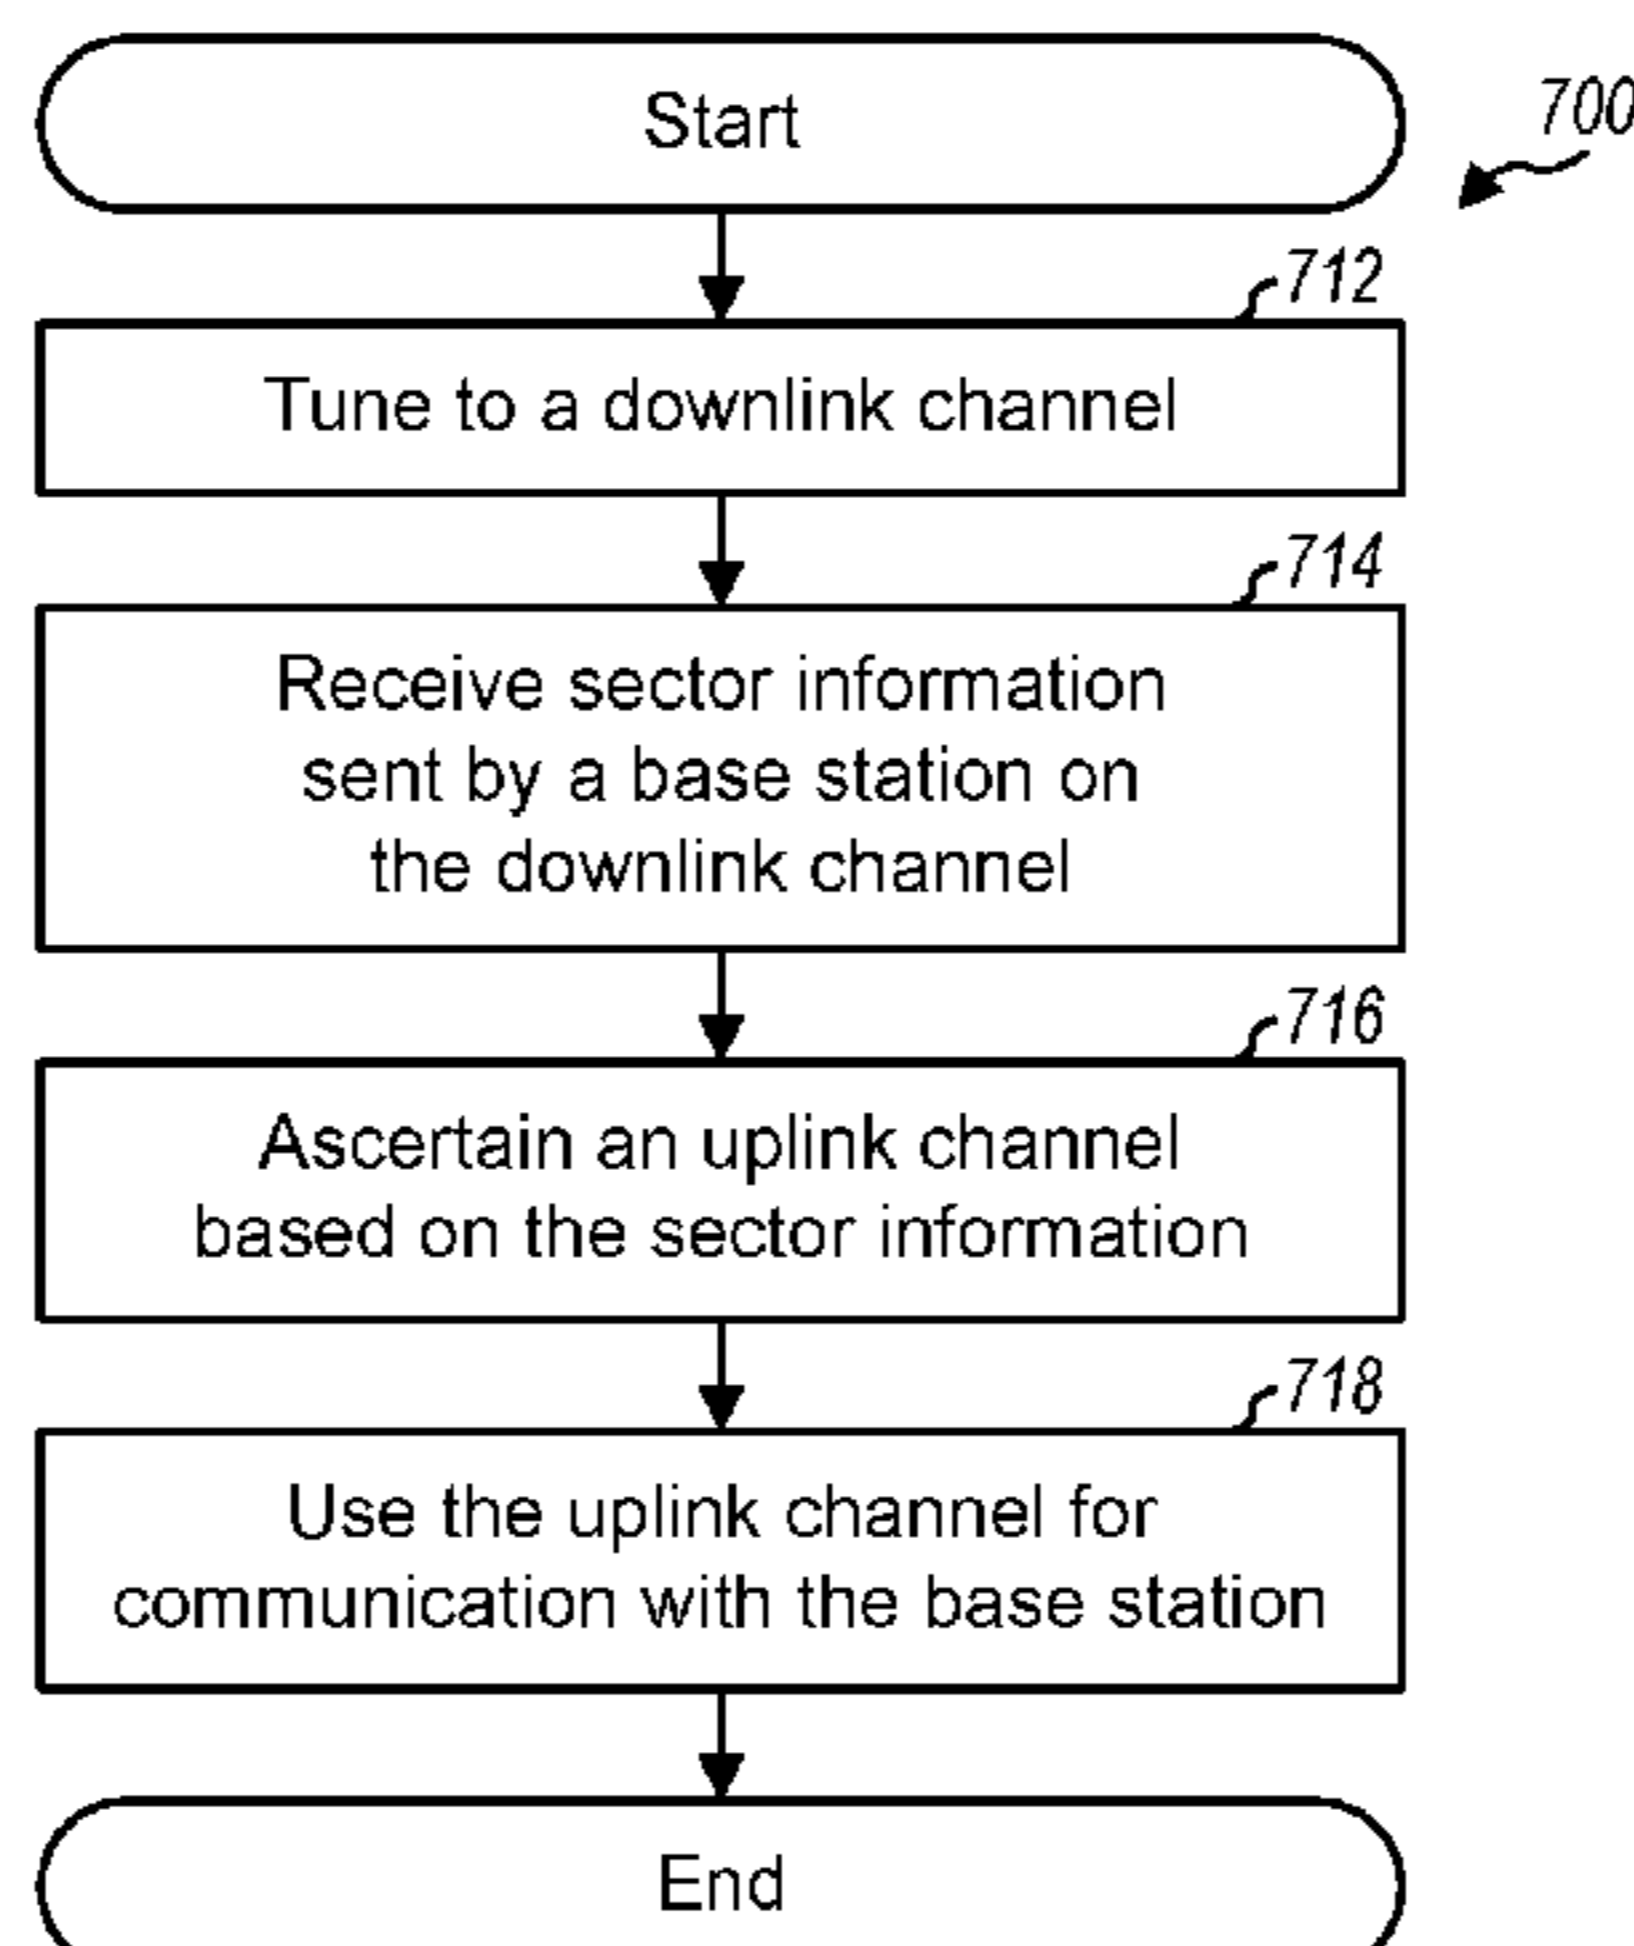 Start
700
712
Tune to a downlink channel
714
Receive sector information
sent by a base station on
the downlink channel
716
Ascertain an uplink channel
based on the sector information
718
Use the uplink channel for
communication with the base station
End